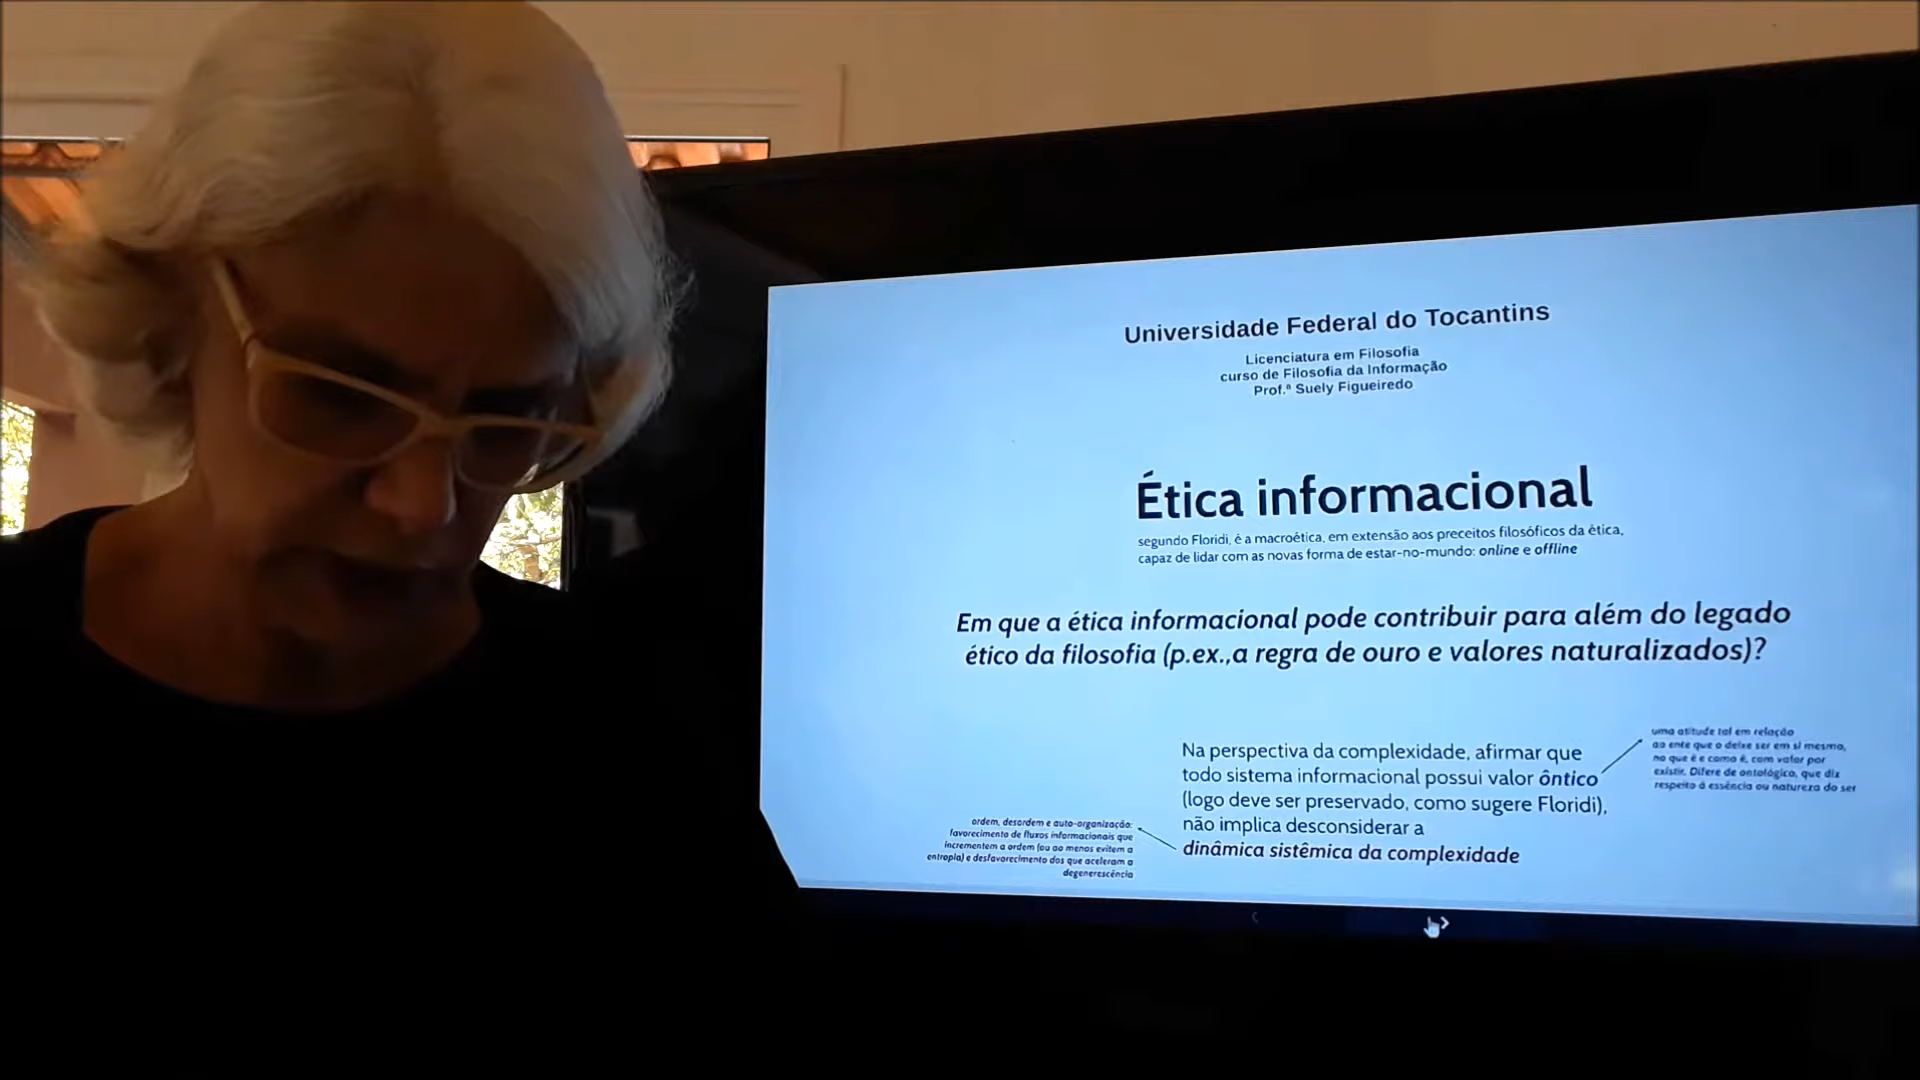 Universidade Federal do Tocantins
Licenciatura em Filosofia
curso de Filosofia da Informação
Prof.ª Suely Figueiredo
Ética informacional
segundo Floridi, é a macroética, em extensão aos preceitos filosóficos da ética,
capaz de lidar com as novas forma de estar-no-mundo: online e offline
Em que a ética informacional pode contribuir para além do legado
ético da filosofia (p.ex.,a regra de ouro e valores naturalizados)?
Na perspectiva da complexidade, afirmar que
todo sistema informacional possui valor ôntico
(logo deve ser preservado, como sugere Floridi),
não implica desconsiderar a
dinâmica sistêmica da complexidade
uma atitude tal em relação
ao ente que o deixe ser em si mesmo,
no que é e como é, com valor por
existir. Difere de ontológico, que diz
respeito à essência ou natureza do ser
ordem, desordem e auto-organização:
favorecimento de fluxos informacionais que
incrementem a ordem (ou ao menos evitem a
entropia) e desfavorecimento dos que aceleram a
degenerescência